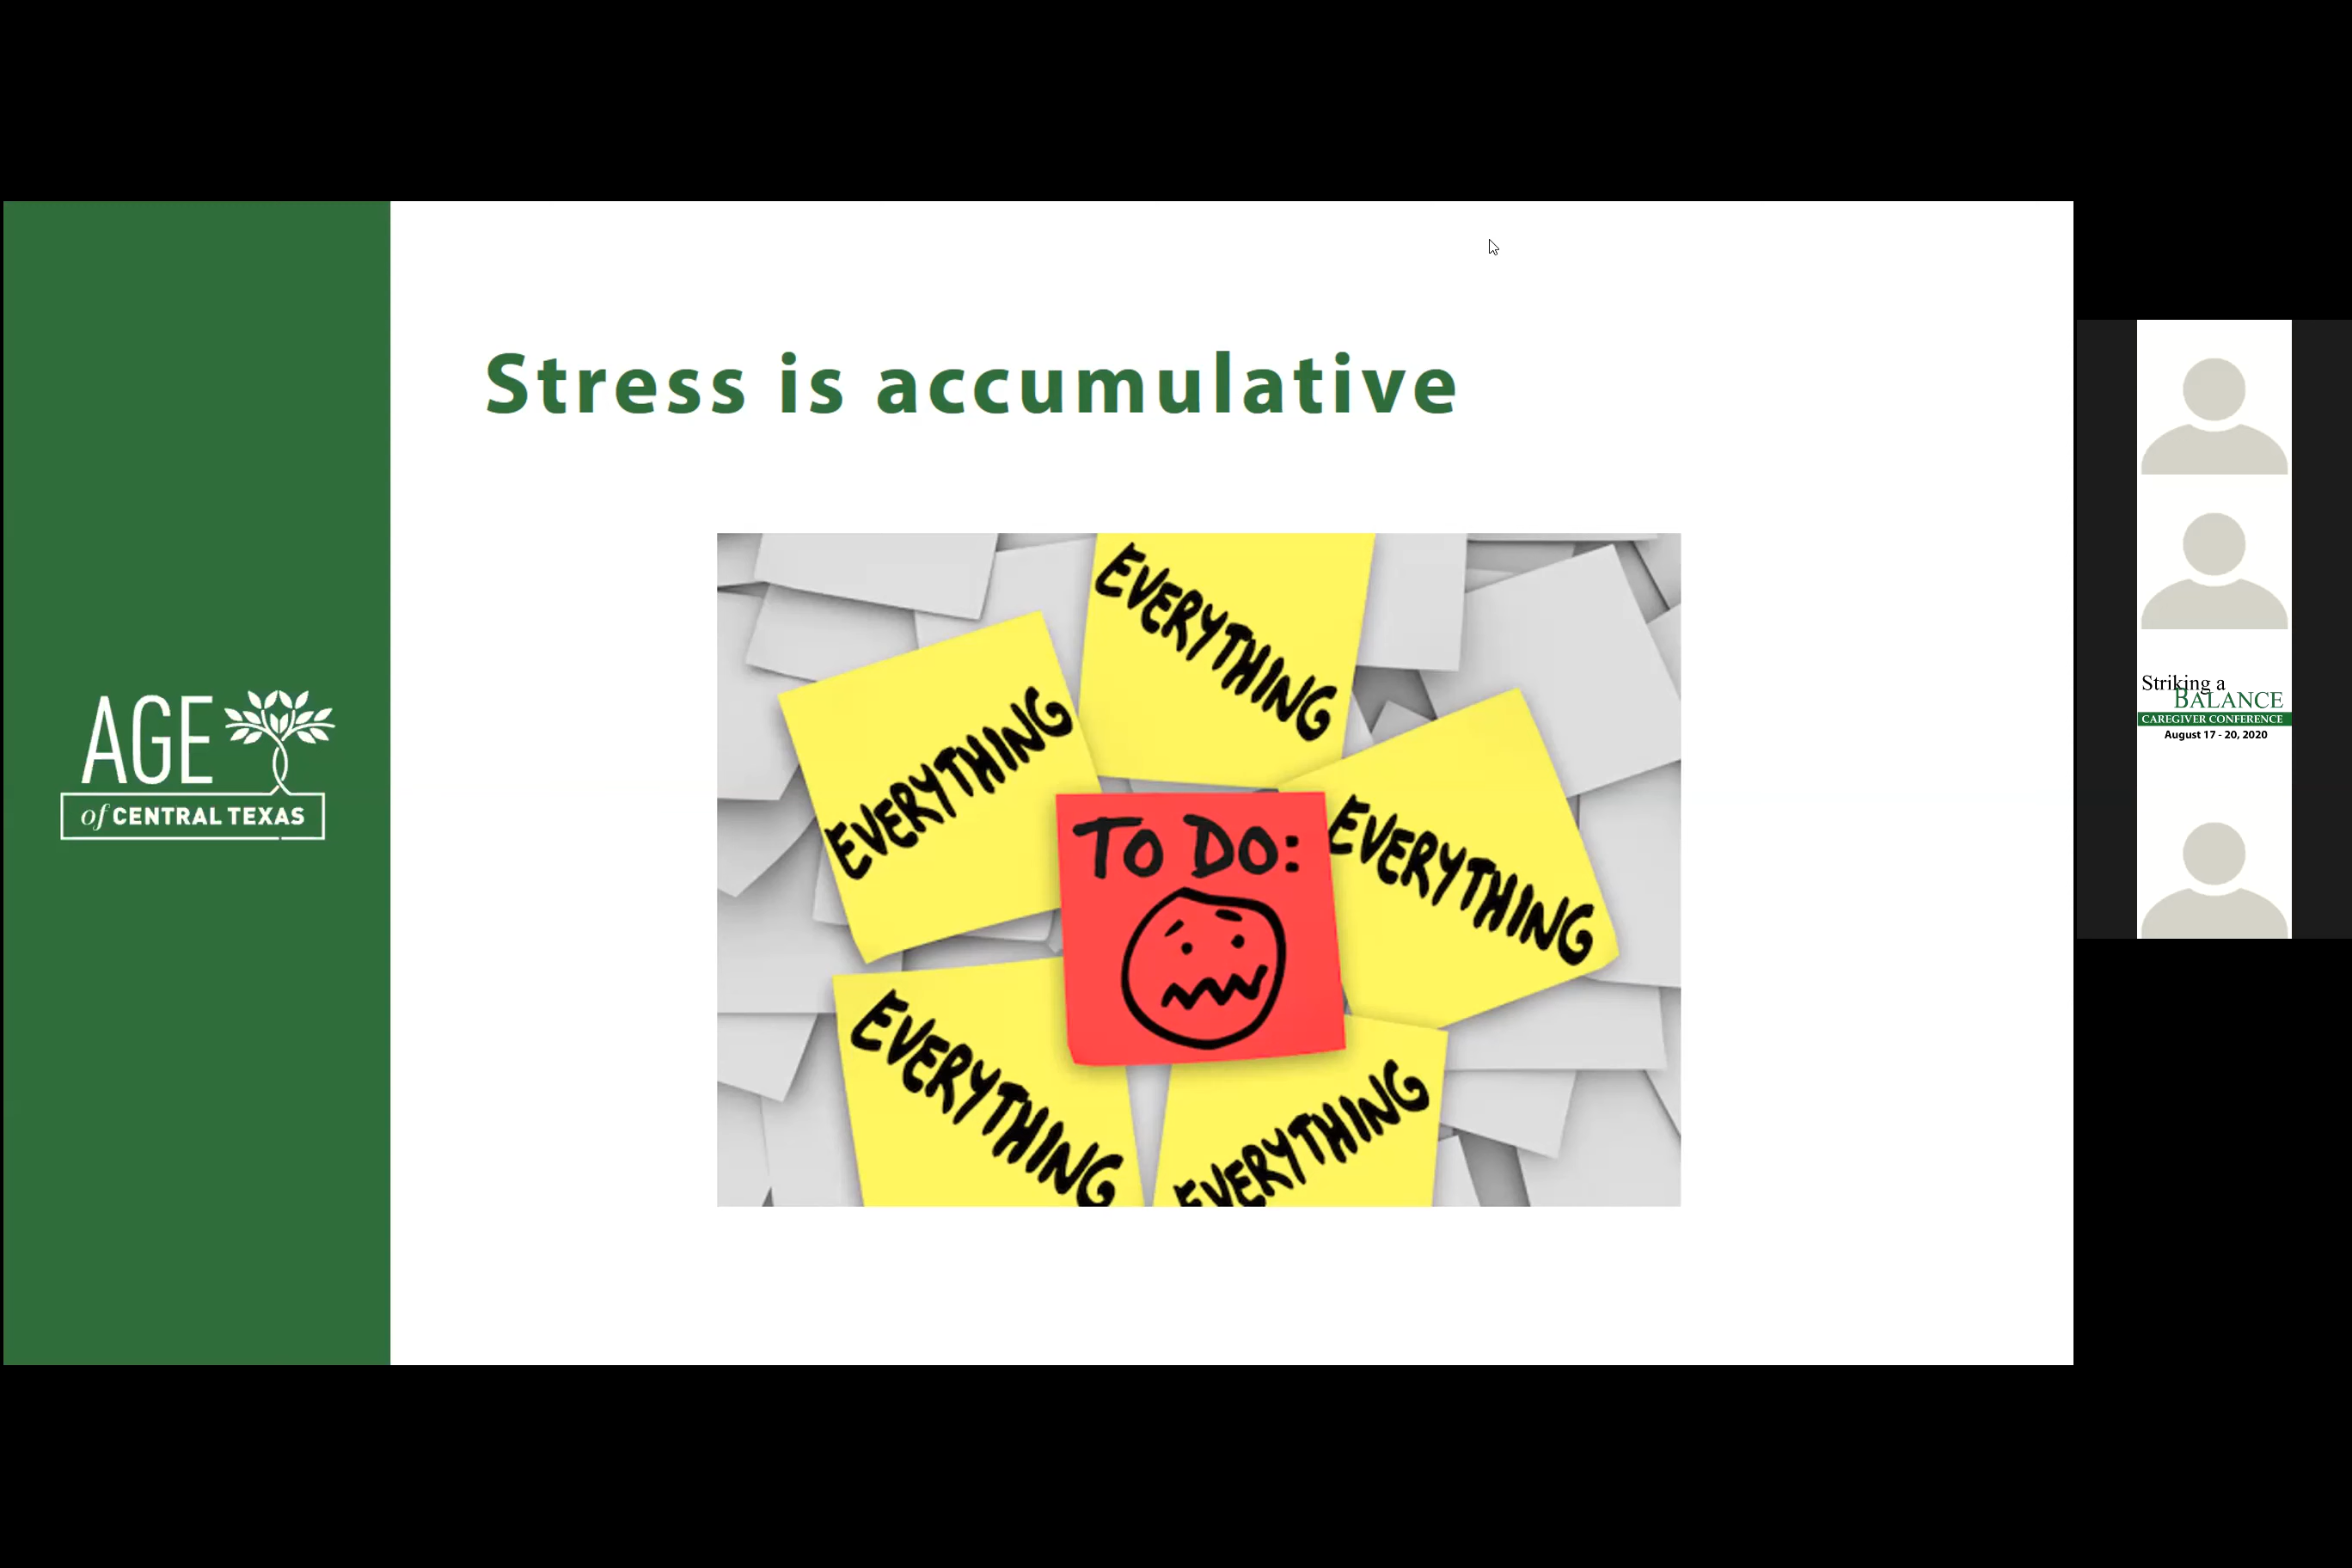 Stress is accumulative
EVERYTHING
EVERYTHING
EVERYTHING
TO DO:
EVERYTHING
EVERYTHING
AGE
of CENTRAL TEXAS
Striking a
BALANCE
CAREGIVER CONFERENCE
August 17 - 20, 2020